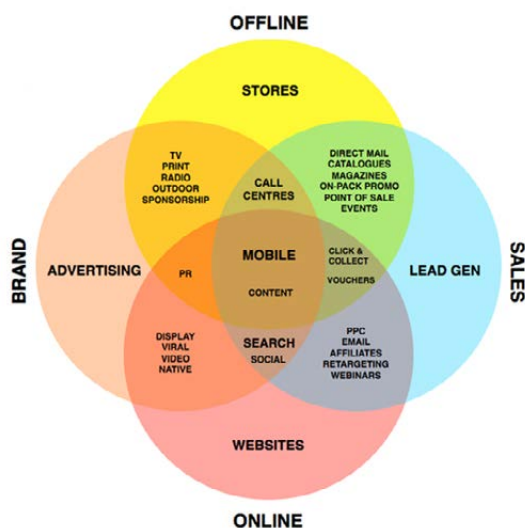 OFFLINE
STORES
TV
PRINT
RADIO
OUTDOOR
SPONSORSHIP
CALL
CENTRES
DIRECT MAIL
CATALOGUES
MAGAZINES
ON-PACK PROMO
POINT OF SALE
EVENTS
BRAND
ADVERTISING
PR
MOBILE
CONTENT
CLICK &
COLLECT
VOUCHERS
LEAD GEN
SALES
DISPLAY
VIRAL
VIDEO
NATIVE
SEARCH
SOCIAL
PPC
EMAIL
AFFILIATES
RETARGETING
WEBINARS
WEBSITES
ONLINE